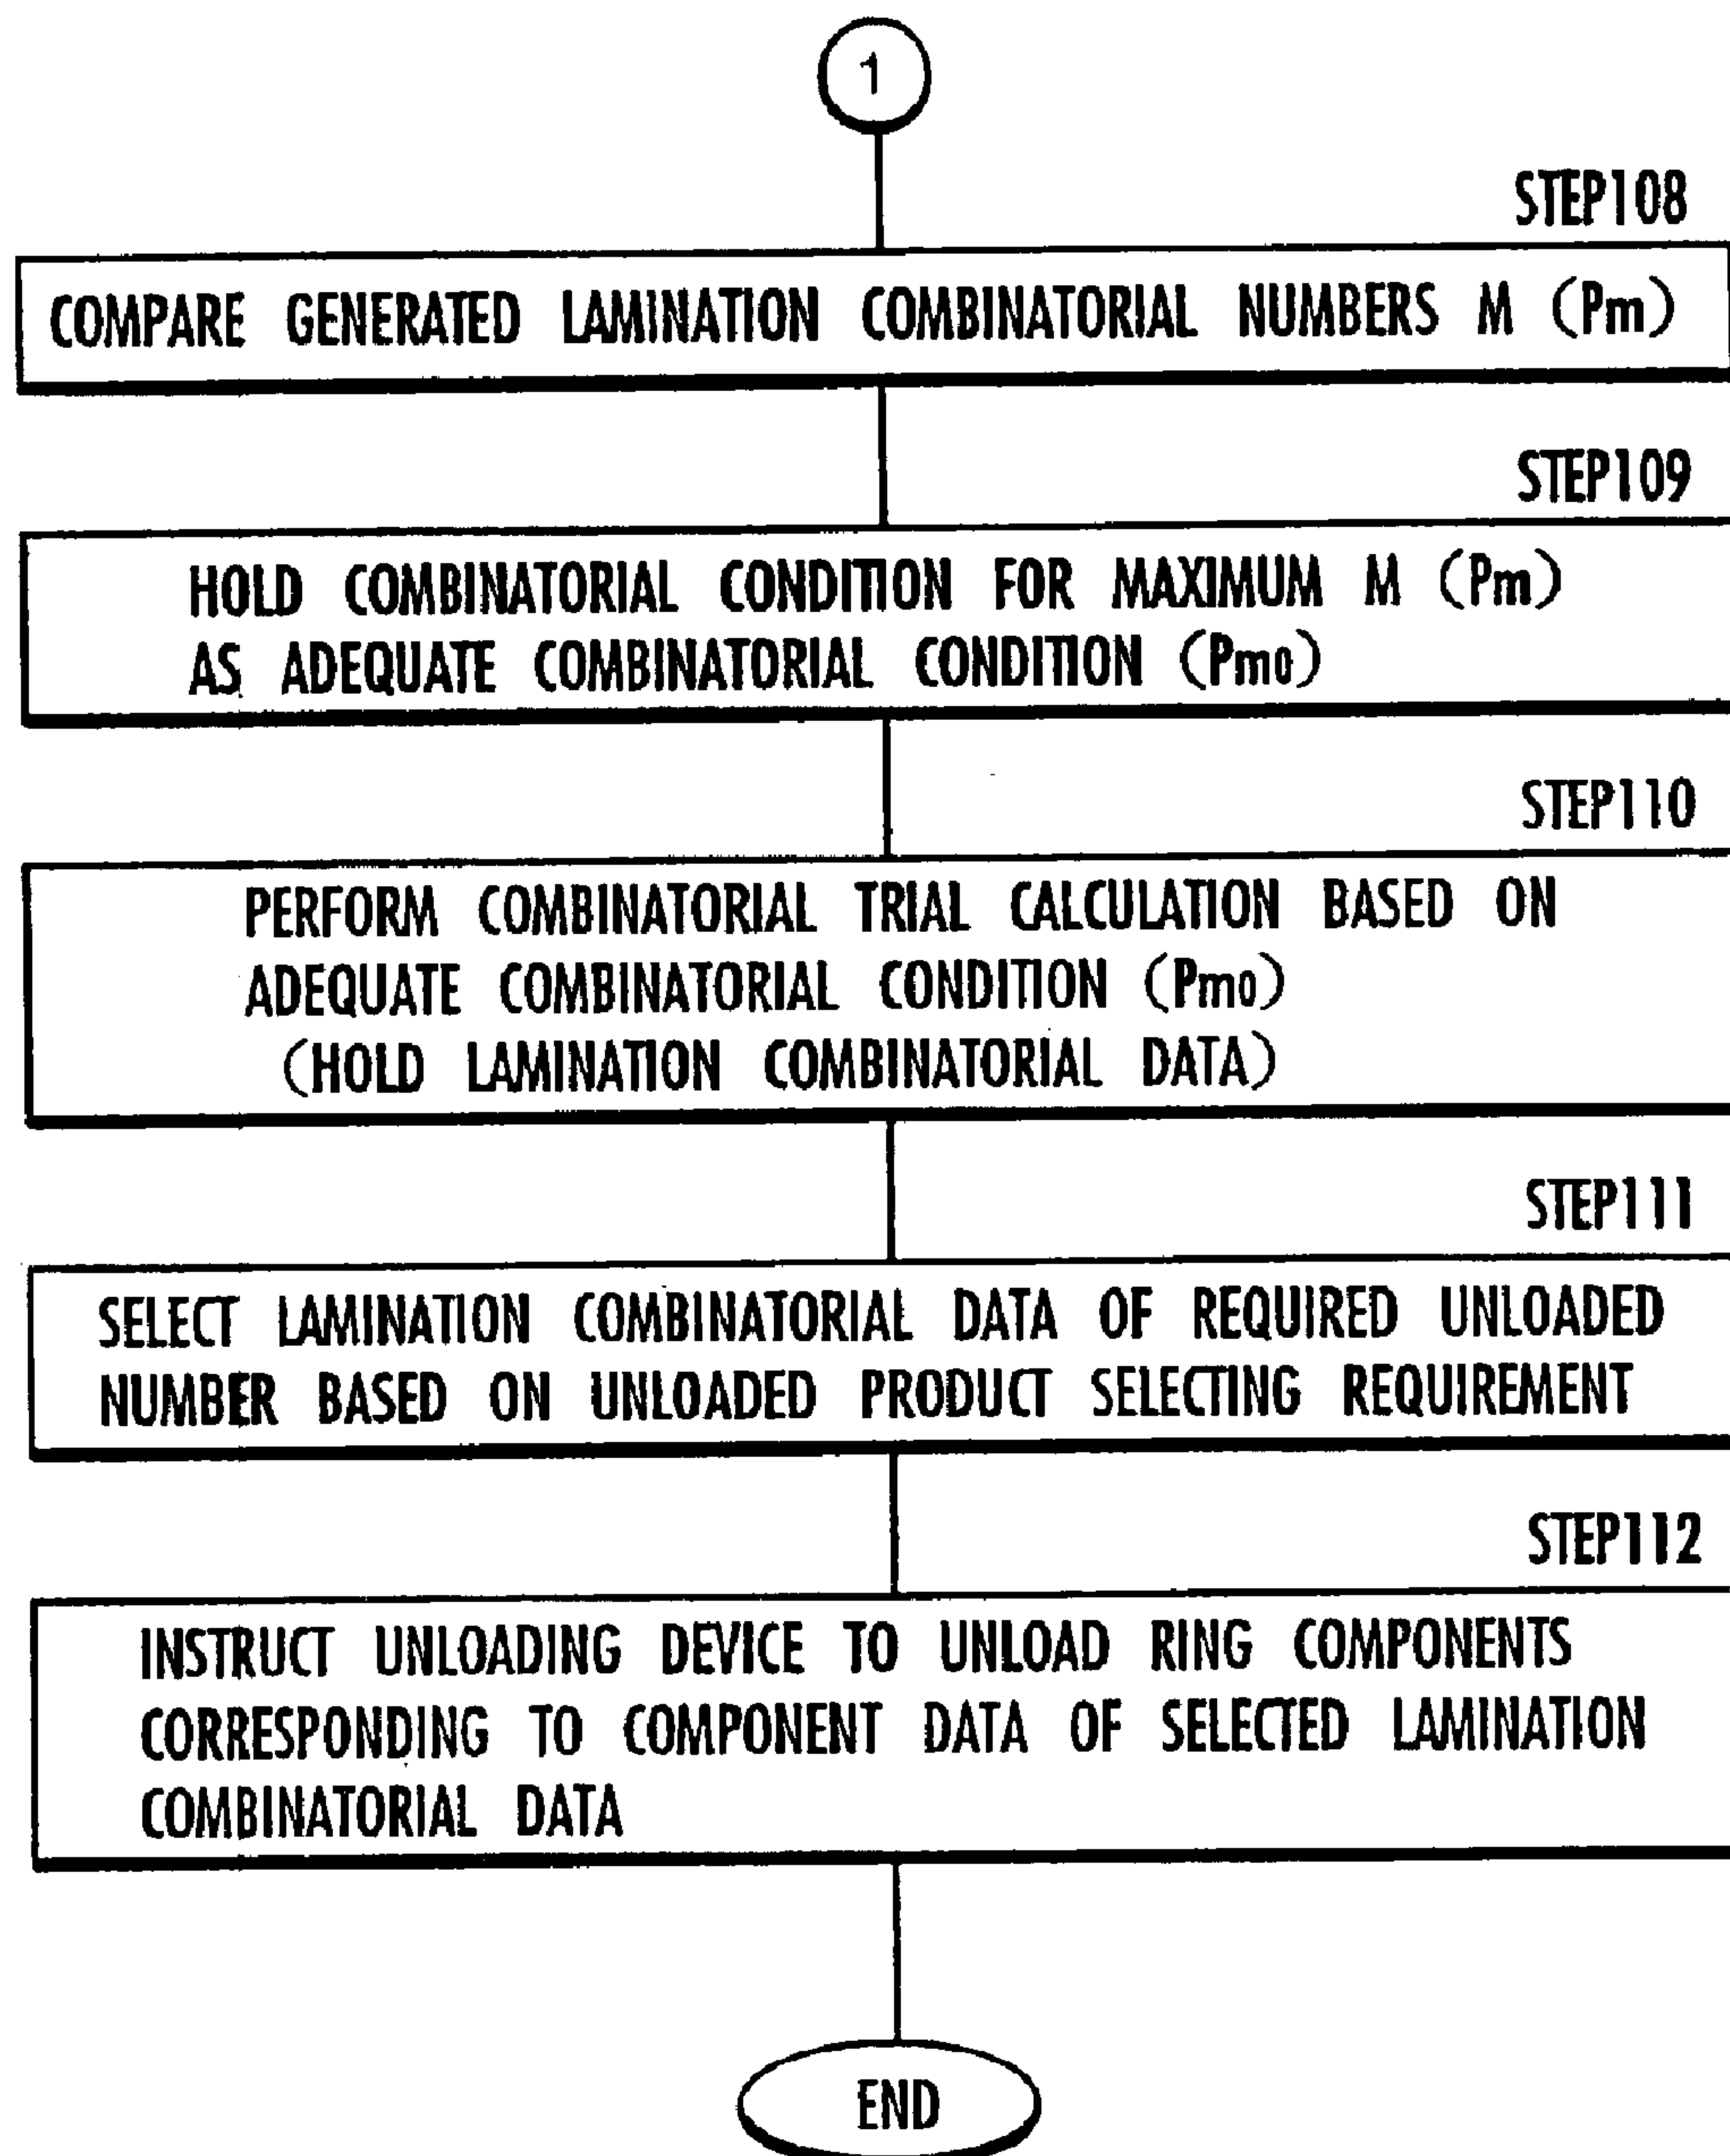 1
STEP108
COMPARE GENERATED LAMINATION COMBINATORIAL NUMBERS M (Pm)
STEP109
HOLD COMBINATORIAL CONDITION FOR MAXIMUM M (Pm)
AS ADEQUATE COMBINATORIAL CONDITION (Pm0)
STEP110
PERFORM COMBINATORIAL TRIAL CALCULATION BASED ON
ADEQUATE COMBINATORIAL CONDITION (Pm0)
(HOLD LAMINATION COMBINATORIAL DATA)
STEP111
SELECT LAMINATION COMBINATORIAL DATA OF REQUIRED UNLOADED
NUMBER BASED ON UNLOADED PRODUCT SELECTING REQUIREMENT
STEP112
INSTRUCT UNLOADING DEVICE TO UNLOAD RING COMPONENTS
CORRESPONDING TO COMPONENT DATA OF SELECTED LAMINATION
COMBINATORIAL DATA
END